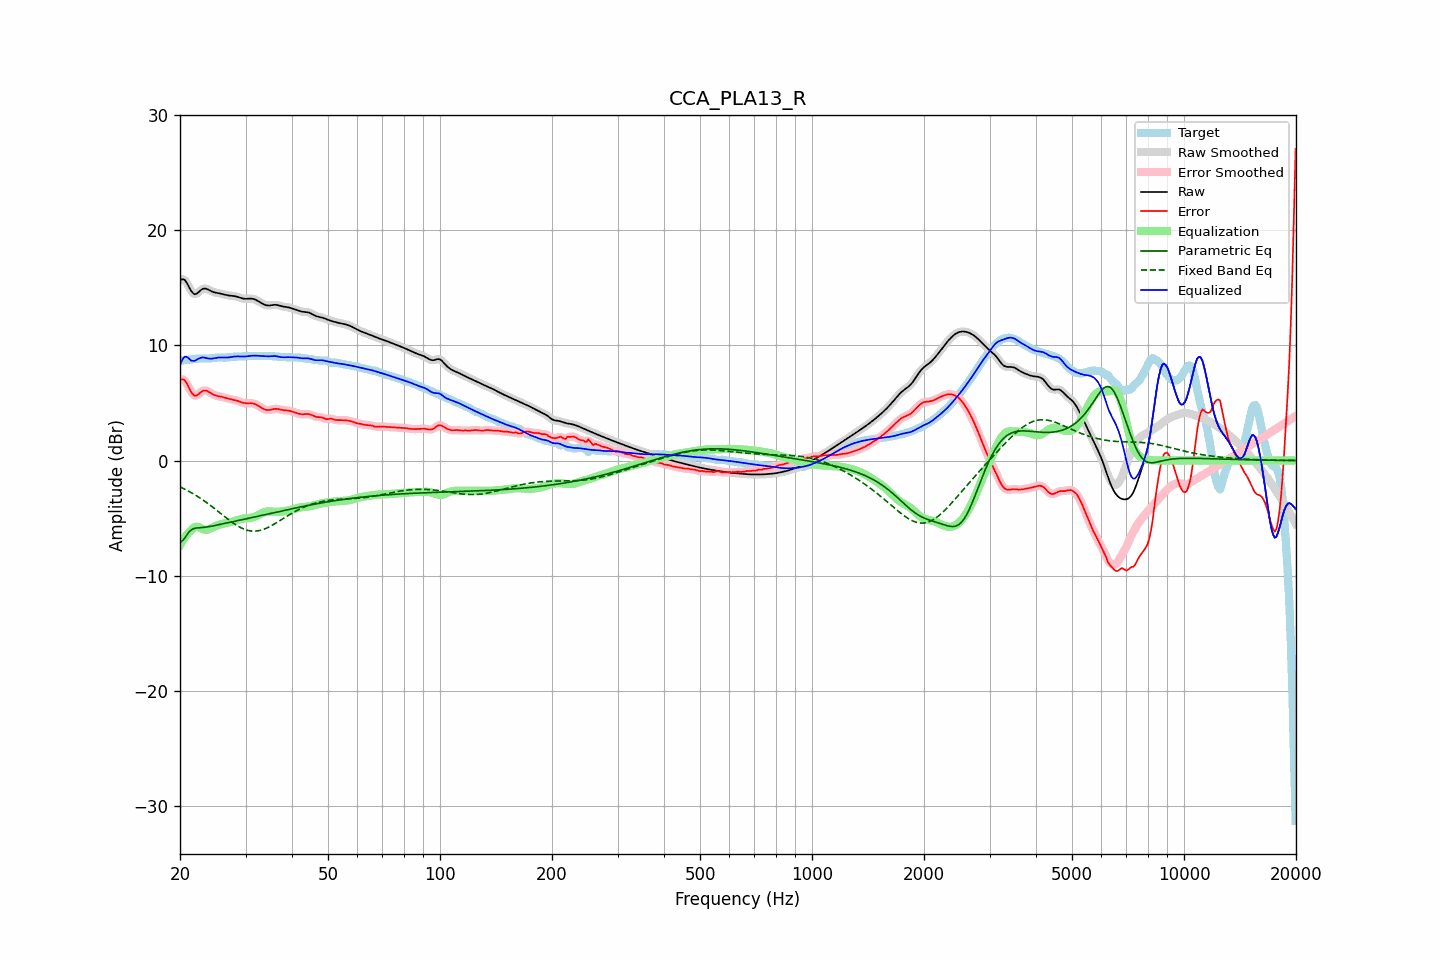 CCA_PLA13_R
30
20
10
0
−10
−20
−30
Amplitude (dBr)
Target
Raw Smoothed
Error Smoothed
Raw
Error
Equalization
Parametric Eq
Fixed Band Eq
Equalized
20 50 100 200 500 1000 2000 5000 10000 20000
Frequency (Hz)